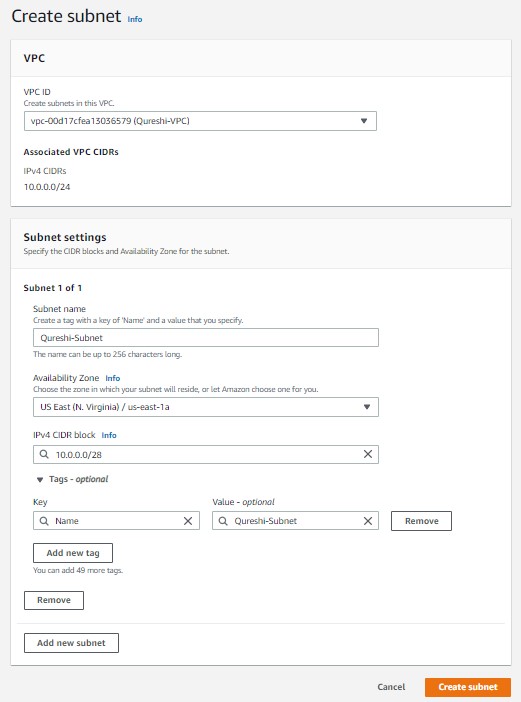 Create subnet Info
VPC
VPC ID
Create subnets in this VPC.
vpc-00d17cfea13036579 (Qureshi-VPC)
Associated VPC CIDRs
IPv4 CIDRs
10.0.0.0/24
Subnet settings
Specify the CIDR blocks and Availability Zone for the subnet.
Subnet 1 of 1
Subnet name
Create a tag with a key of 'Name' and a value that you specify.
Qureshi-Subnet
The name can be up to 256 characters long.
Availability Zone Info
Choose the zone in which your subnet will reside, or let Amazon choose one for you.
US East (N. Virginia) / us-east-1a
IPv4 CIDR block Info
10.0.0.0/28
Tags - optional
Key Value - optional
Name Qureshi-Subnet Remove
Add new tag
You can add 49 more tags.
Remove
Add new subnet
Cancel Create subnet